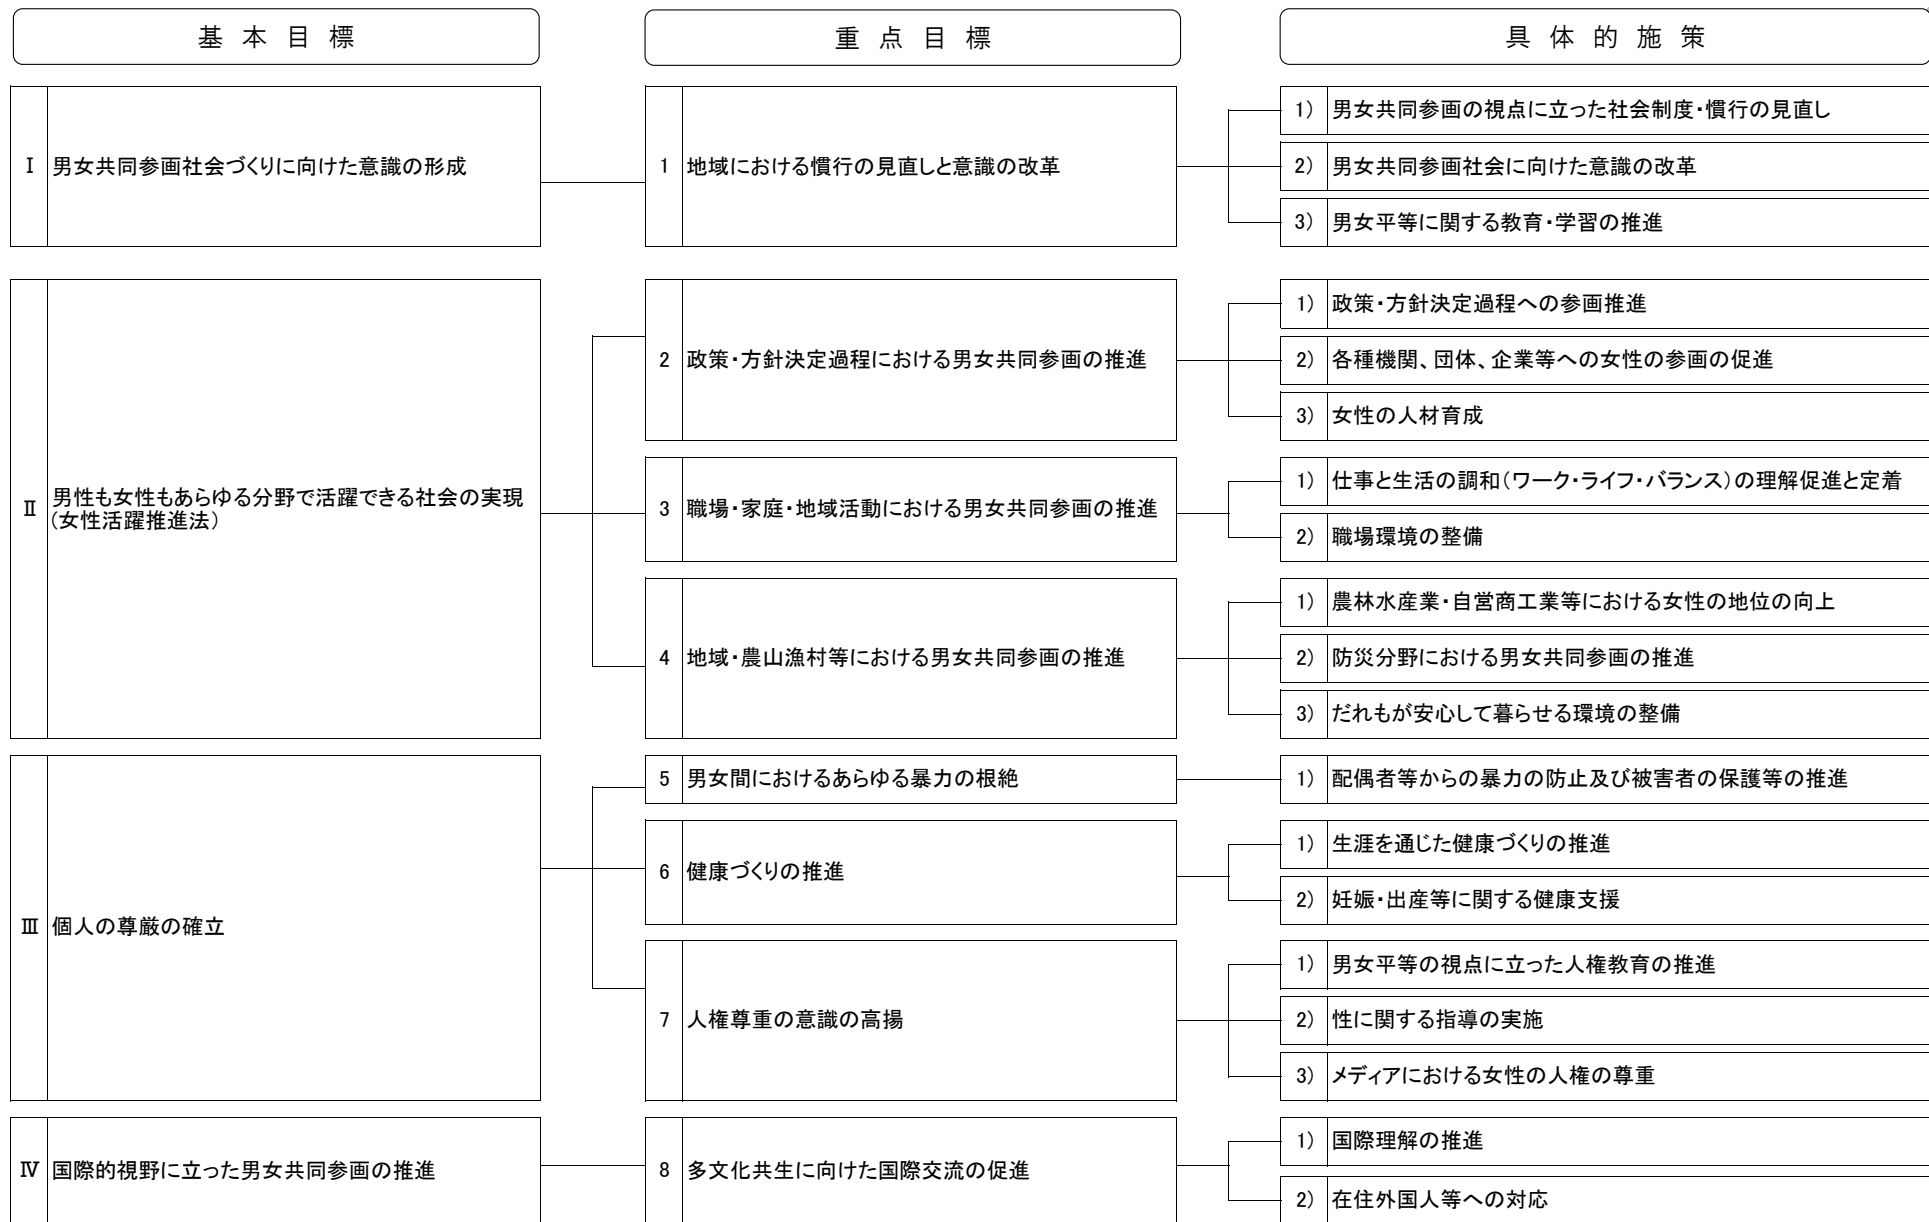 基本目標
重点目標
具体的施策
Ⅰ 男女共同参画社会づくりに向けた意識の形成
1 地域における慣行の見直しと意識の改革
1） 男女共同参画の視点に立った社会制度・慣行の見直し
2） 男女共同参画社会に向けた意識の改革
3） 男女平等に関する教育・学習の推進
Ⅱ 男性も女性もあらゆる分野で活躍できる社会の実現
（女性活躍推進法）
2 政策・方針決定過程における男女共同参画の推進
1） 政策・方針決定過程への参画推進
2） 各種機関、団体、企業等への女性の参画の促進
3） 女性の人材育成
3 職場・家庭・地域活動における男女共同参画の推進
1） 仕事と生活の調和（ワーク・ライフ・バランス）の理解促進と定着
2） 職場環境の整備
4 地域・農山漁村等における男女共同参画の推進
1） 農林水産業・自営商工業等における女性の地位の向上
2） 防災分野における男女共同参画の推進
3） だれもが安心して暮らせる環境の整備
Ⅲ 個人の尊厳の確立
5 男女間におけるあらゆる暴力の根絶
1） 配偶者等からの暴力の防止及び被害者の保護等の推進
6 健康づくりの推進
1） 生涯を通じた健康づくりの推進
2） 妊娠・出産等に関する健康支援
7 人権尊重の意識の高揚
1） 男女平等の視点に立った人権教育の推進
2） 性に関する指導の実施
3） メディアにおける女性の人権の尊重
Ⅳ 国際的視野に立った男女共同参画の推進
8 多文化共生に向けた国際交流の促進
1） 国際理解の推進
2） 在住外国人等への対応